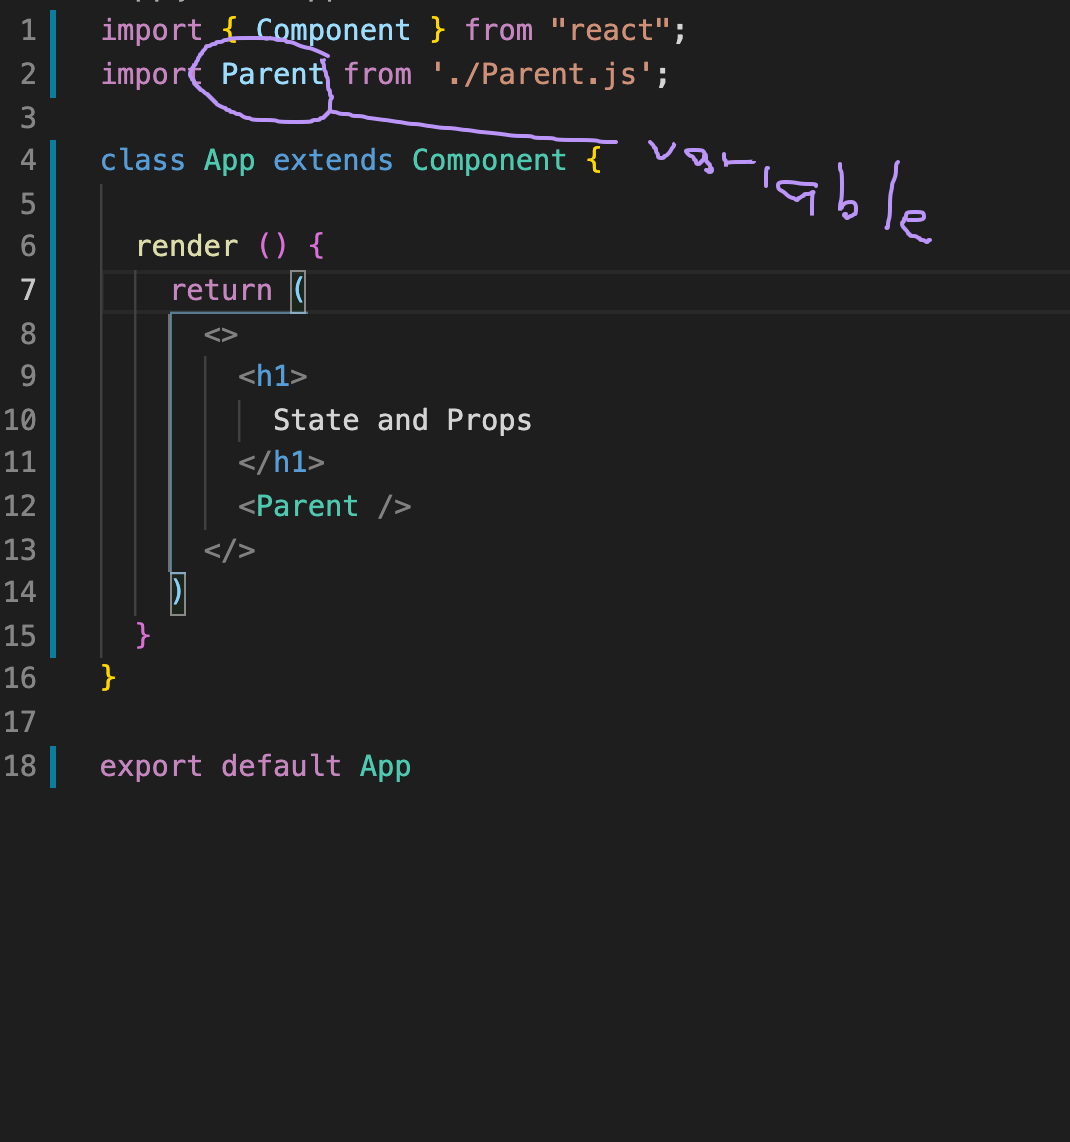 1 import { Component } from "react";
2 import Parent from './Parent.js';
3
variable
4 class App extends Component {
5
6 render () {
7 return (
8 <>
9 <h1>
10 State and Props
11 </h1>
12 <Parent />
13 </>
14 )
15 }
16 }
17
18 export default App